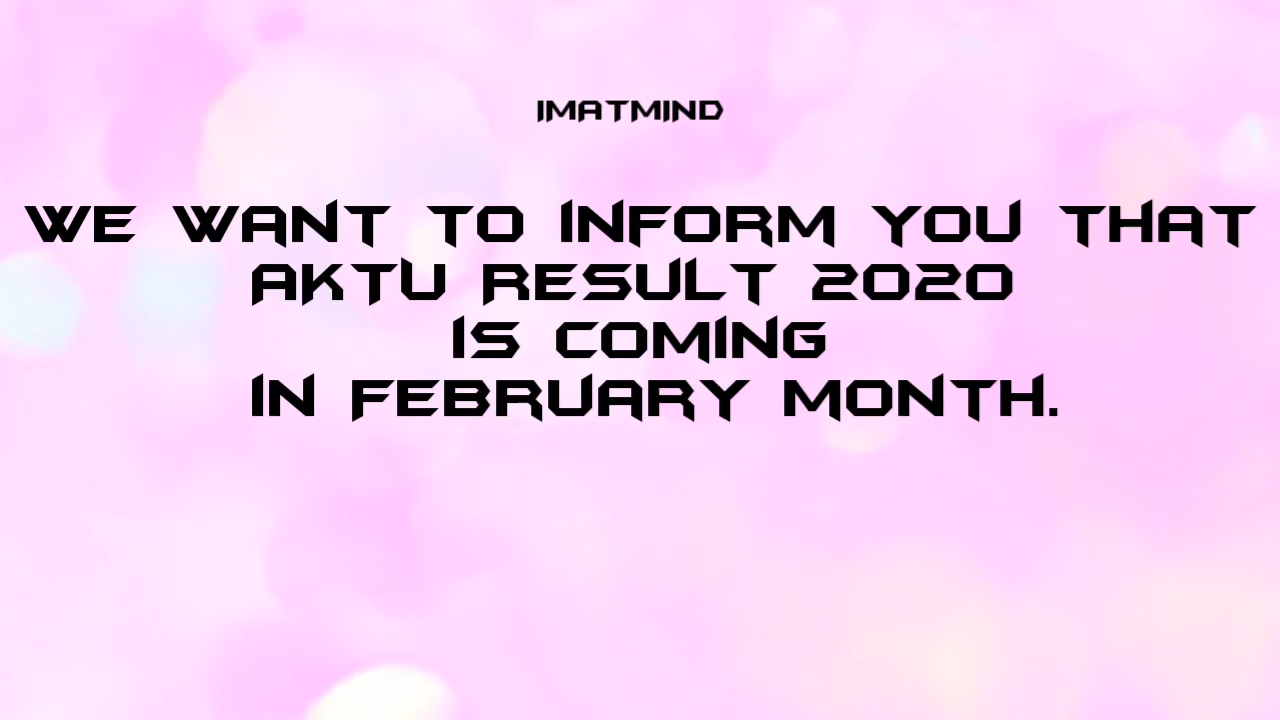 IMATMIND
WE WANT TO INFORM YOU THAT
AKTU RESULT 2020
IS COMING
IN FEBRUARY MONTH.